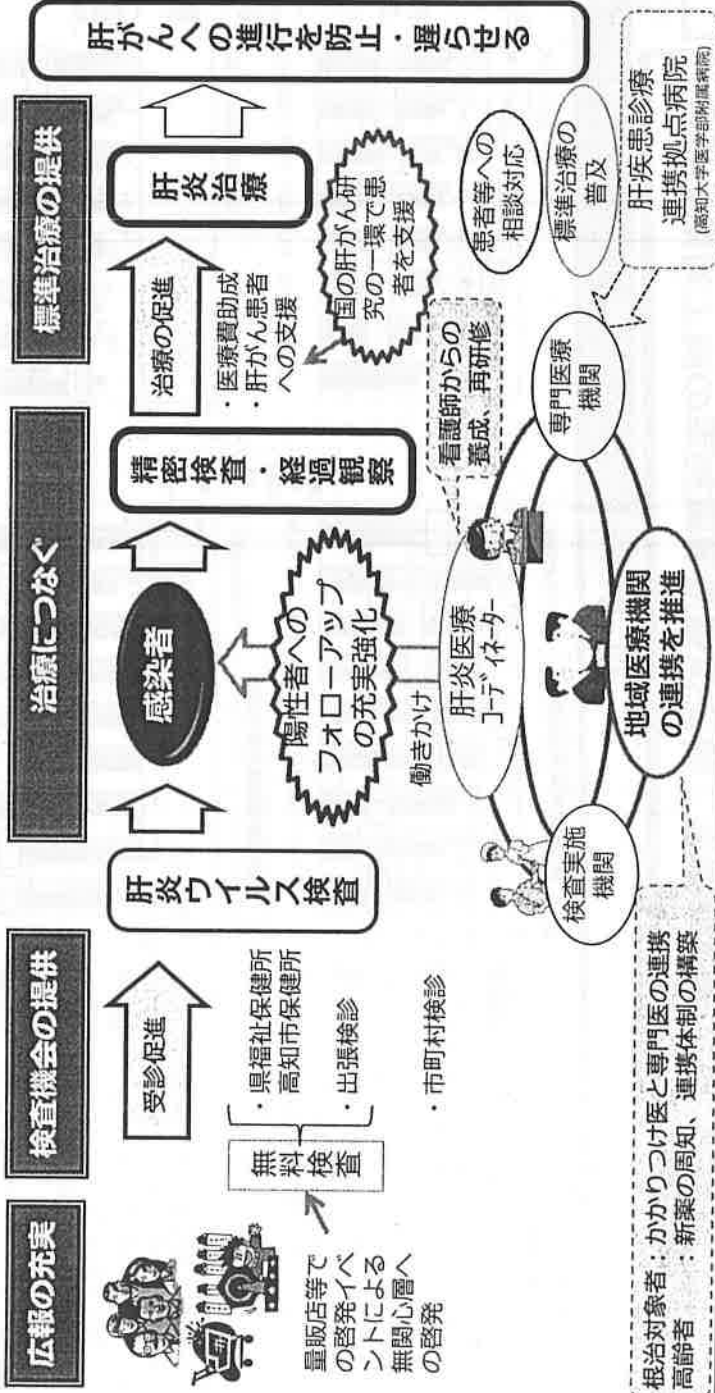 広報の充実
検査機会の提供
治療につなぐ
標準治療の提供
量販店等で
の啓発イベ
ントによる
無関心層へ
の啓発
無料検査
受診促進
・県福祉保健所
高知市保健所
・出張検診
・市町村検診
肝炎ウイルス検査
感染者
陽性者への
フォローアップ
の充実強化
働きかけ
精密検査・経過観察
治療の促進
・医療費助成
・肝がん患者
への支援
国の肝がん研
究の一環で患
者を支援
肝炎治療
肝がんへの進行を防止・遅らせる
肝炎医療
コーディネーター
看護師からの
養成、再研修
検査実施
機関
専門医療
機関
地域医療機関
の連携を推進
患者等への
相談対応
標準治療の
普及
肝疾患診療
連携拠点病院
(高知大学医学部附属病院)
根治対象者：かかりつけ医と専門医の連携
高齢者　　：新薬の周知、連携体制の構築